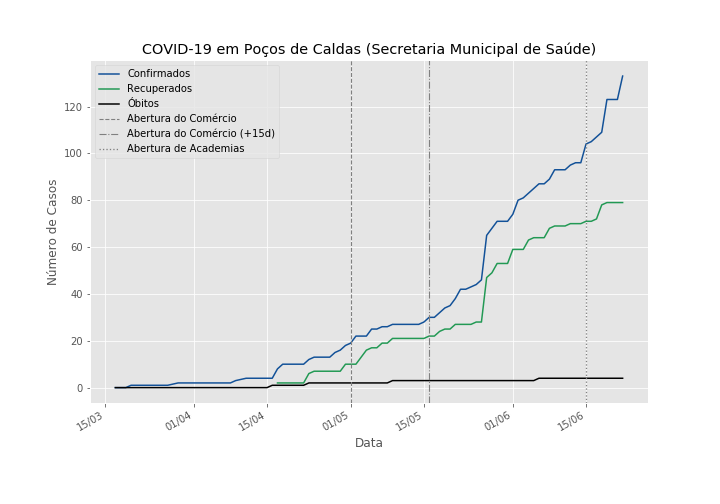 COVID-19 em Poços de Caldas (Secretaria Municipal de Saúde)
Confirmados
Recuperados
Óbitos
Abertura do Comércio
Abertura do Comércio (+15d)
Abertura de Academias
Número de Casos
120
100
80
60
40
20
0
15/03
01/04
15/04
01/05
15/05
01/06
15/06
Data